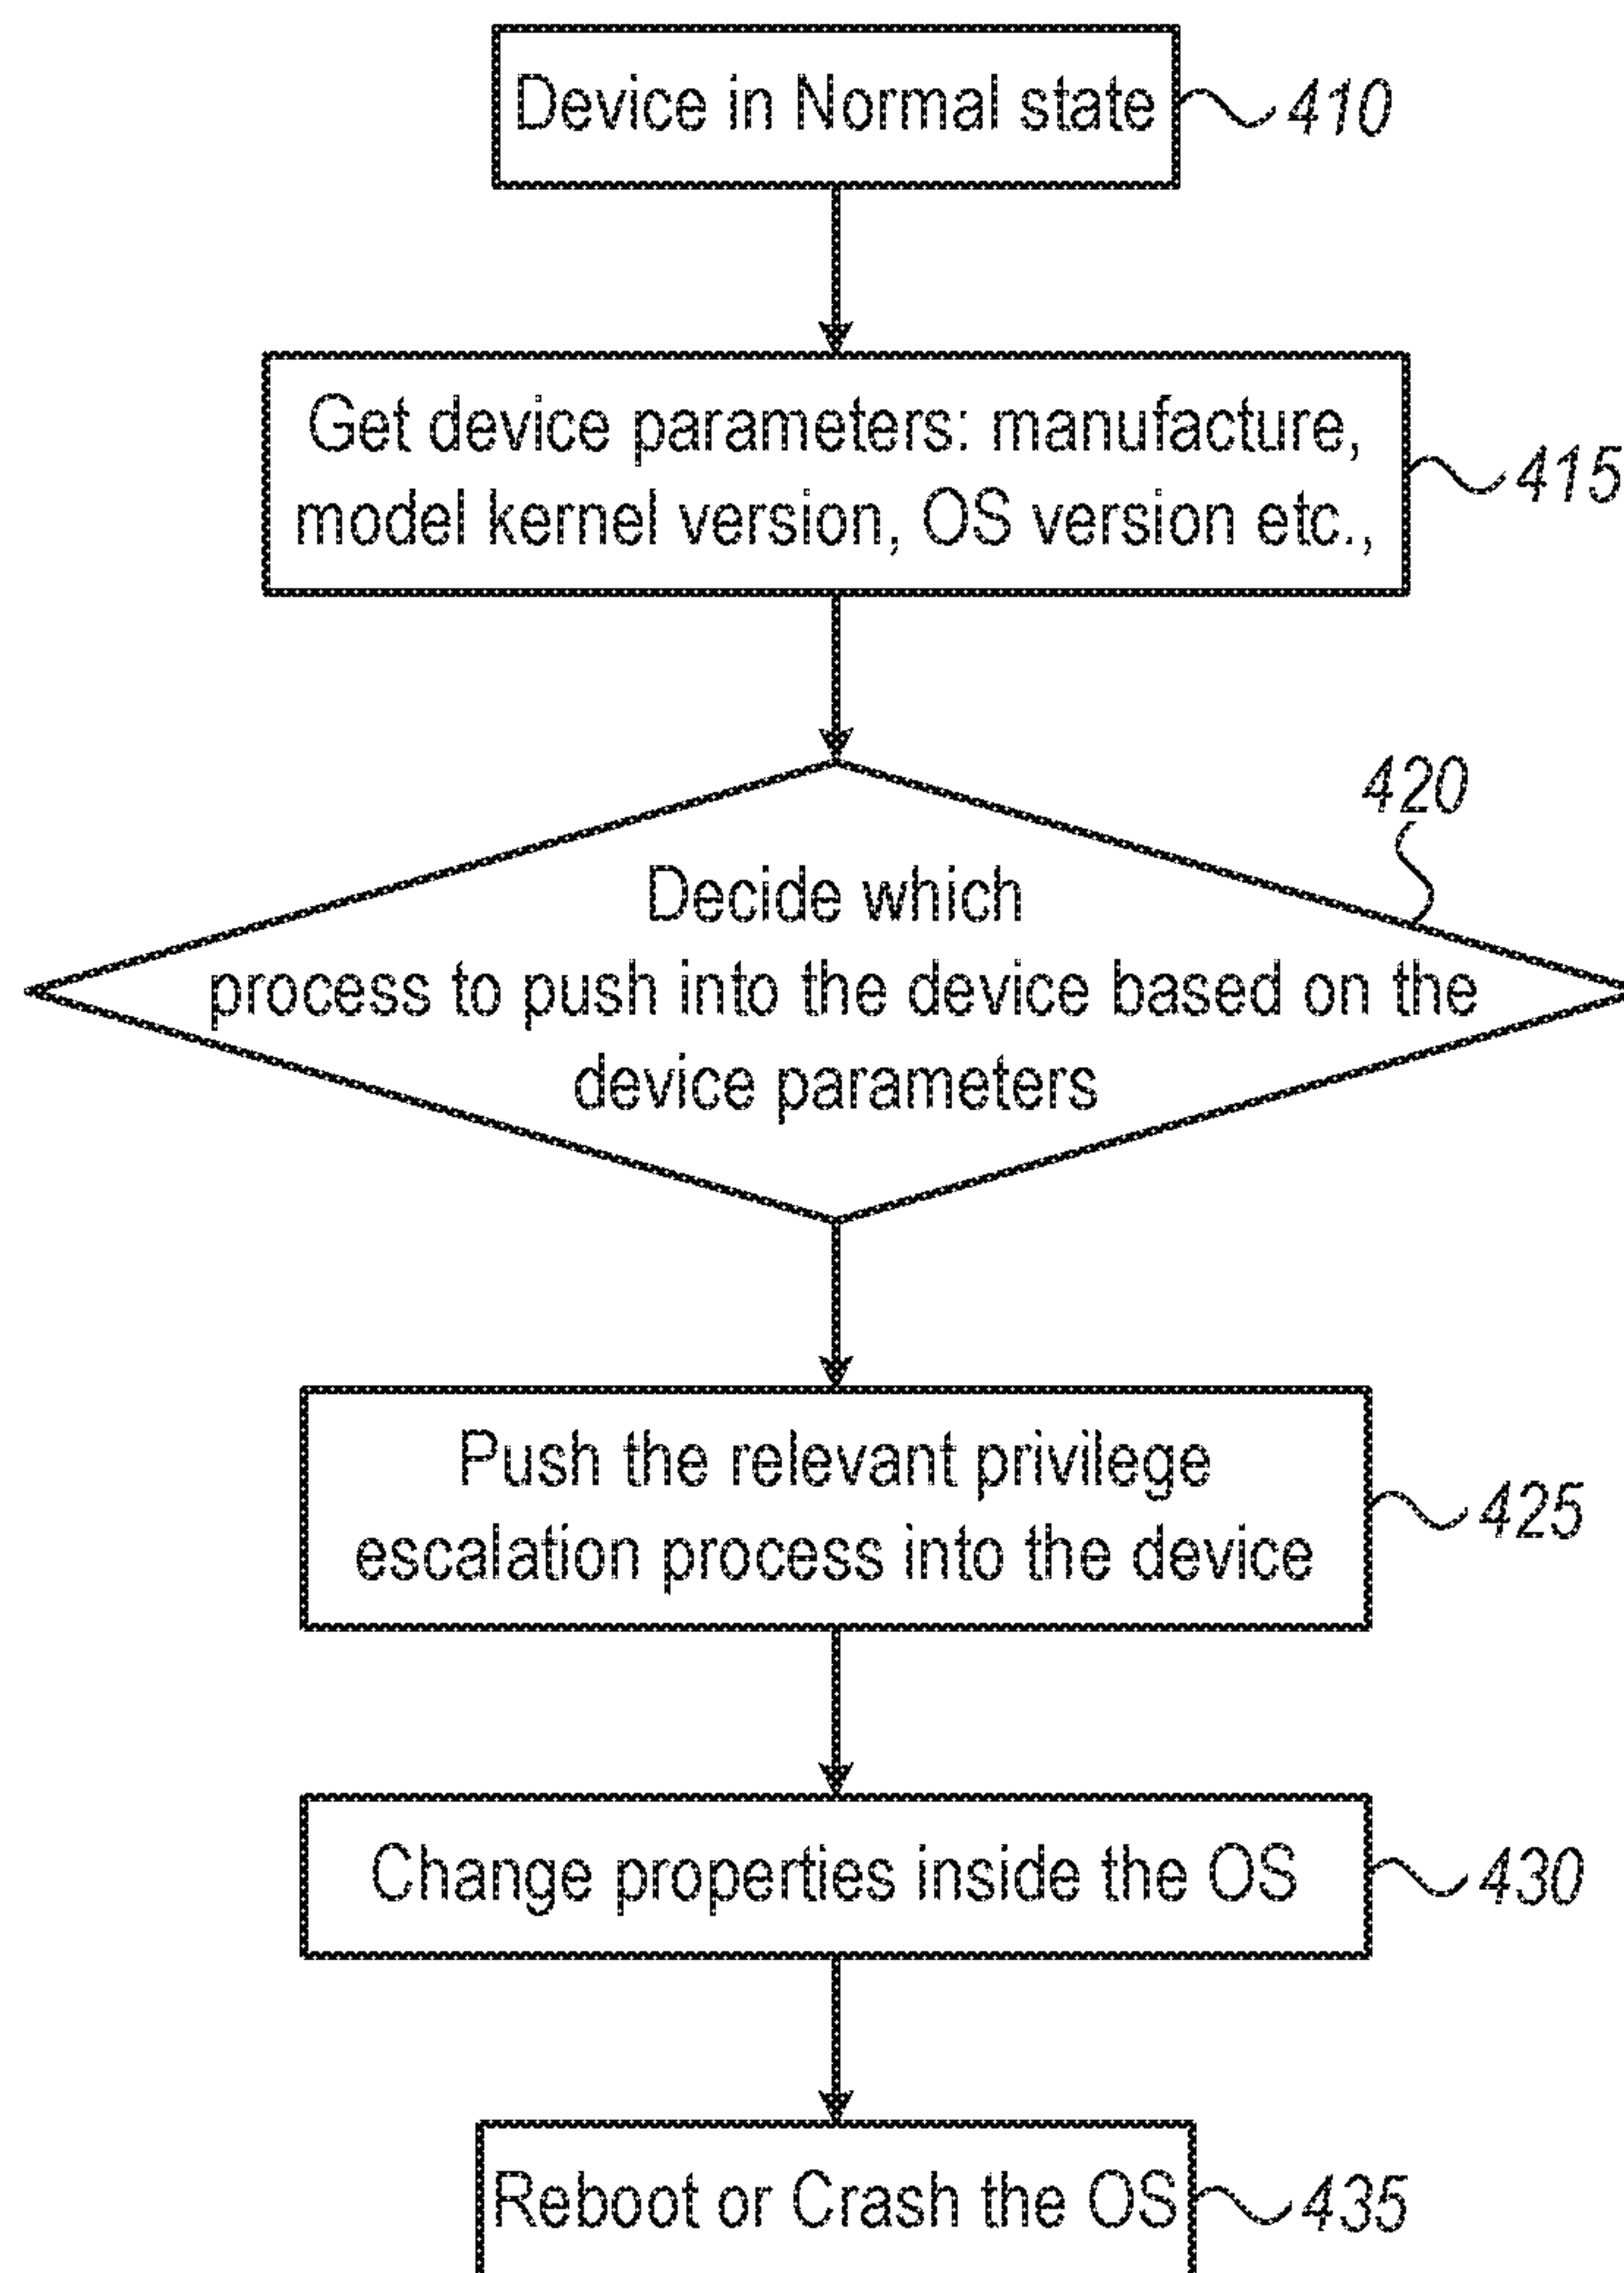 Device in Normal state
410
Get device parameters: manufacture,
model kernel version, OS version etc.,
415
420
Decide which
process to push into the device based on the
device parameters
Push the relevant privilege
escalation process into the device
425
Change properties inside the OS
430
Reboot or Crash the OS
435